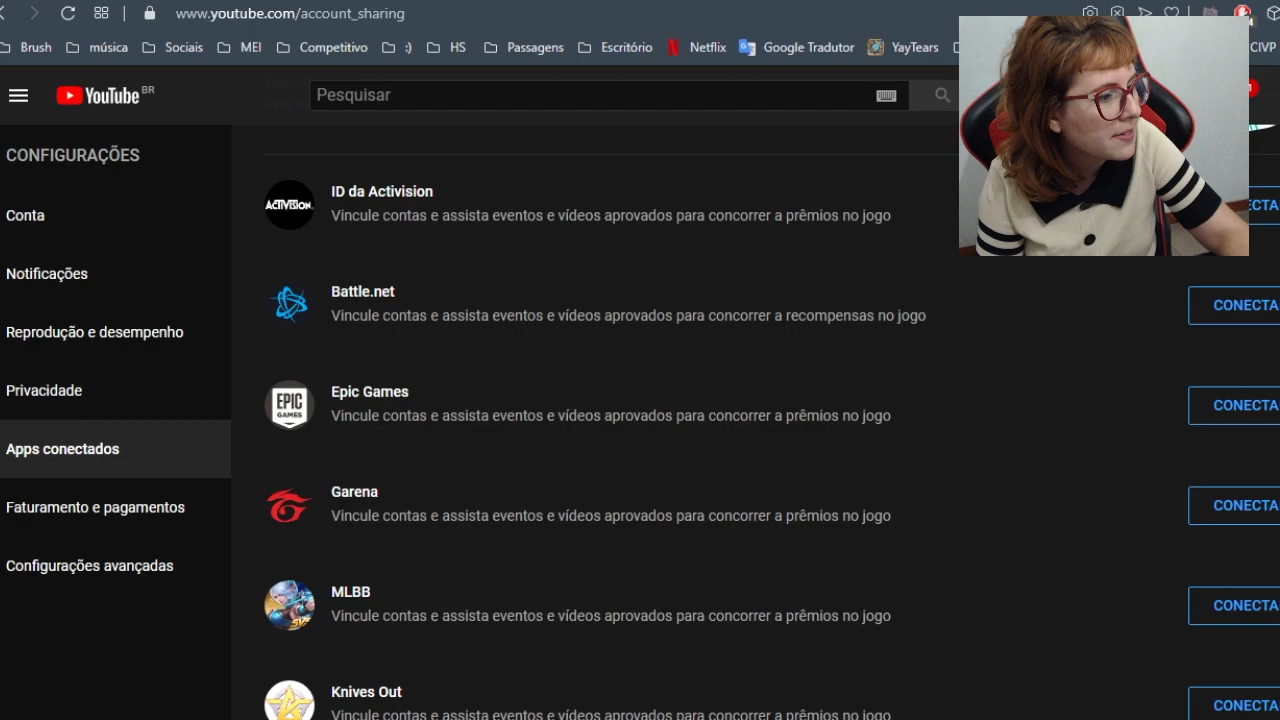 www.youtube.com/account_sharing
Brush música Sociais MEI Competitivo :) HS Passagens Escritório Netflix Google Tradutor YayTears CIVP
YouTube BR
Pesquisar
CONFIGURAÇÕES
Conta
Notificações
Reprodução e desempenho
Privacidade
Apps conectados
Faturamento e pagamentos
Configurações avançadas
ACTIVISION
ID da Activision
Vincule contas e assista eventos e vídeos aprovados para concorrer a prêmios no jogo
ECTA
Battle.net
Vincule contas e assista eventos e vídeos aprovados para concorrer a recompensas no jogo
CONECTA
EPIC
GAMES
Epic Games
Vincule contas e assista eventos e vídeos aprovados para concorrer a prêmios no jogo
CONECTA
Garena
Vincule contas e assista eventos e vídeos aprovados para concorrer a prêmios no jogo
CONECTA
MLBB
Vincule contas e assista eventos e vídeos aprovados para concorrer a prêmios no jogo
CONECTA
Knives Out
Vincule contas e assista eventos e vídeos aprovados para concorrer a prêmios no jogo
CONECTA